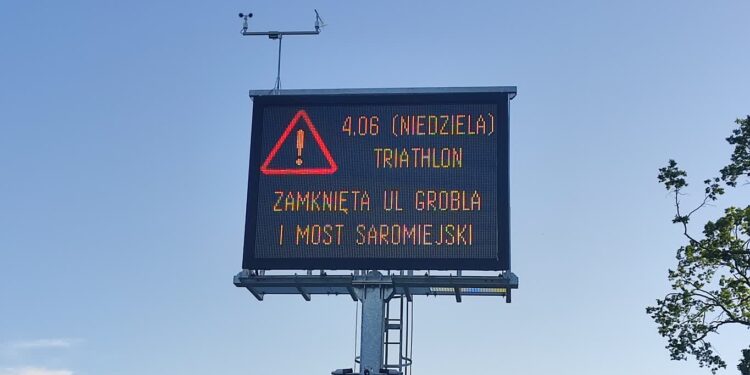 4.06 (NIEDZIELA)
TRIATHLON
ZAMKNIĘTA UL GROBLA
I MOST SAROMIEJSKI